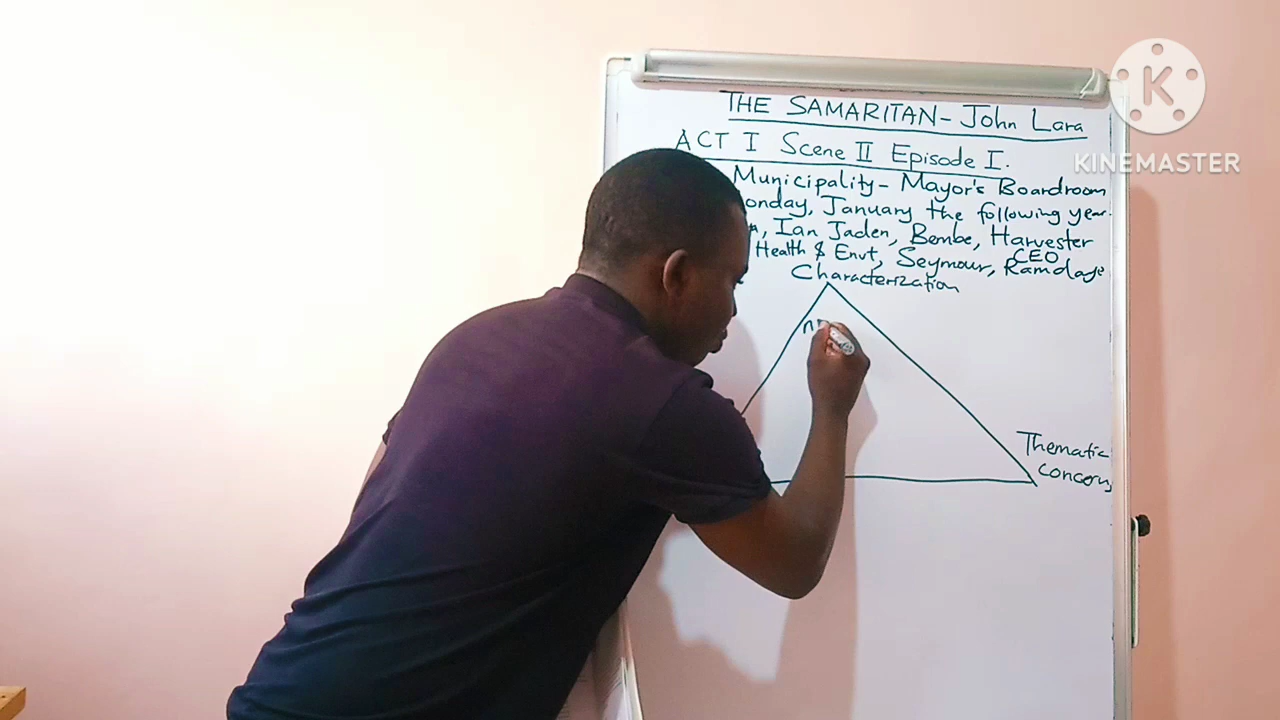 THE SAMARITAN - John Lara
ACT I Scene II Episode I.
Municipality - Mayor's Boardroom
onday, January the following year.
, Ian Jaden, Bembe, Harvester
CEO
Health & Envt, Seymour, Ramdage
Characterization
Thematic
concerns
KINEMASTER